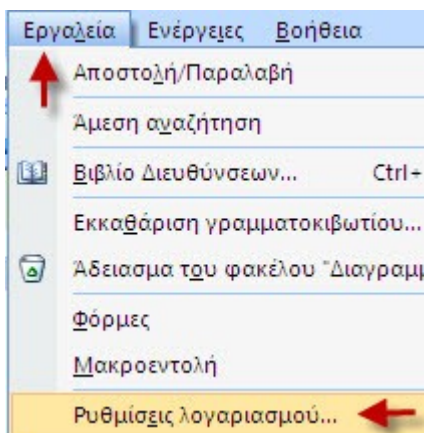 Εργαλεία Ενέργειες Βοήθεια
Αποστολή/Παραλαβή
Άμεση αναζήτηση
Βιβλίο Διευθύνσεων... Ctrl+
Εκκαθάριση γραμματοκιβωτίου...
Άδειασμα του φακέλου "Διαγραμμ
Φόρμες
Μακροεντολή
Ρυθμίσεις λογαριασμού...